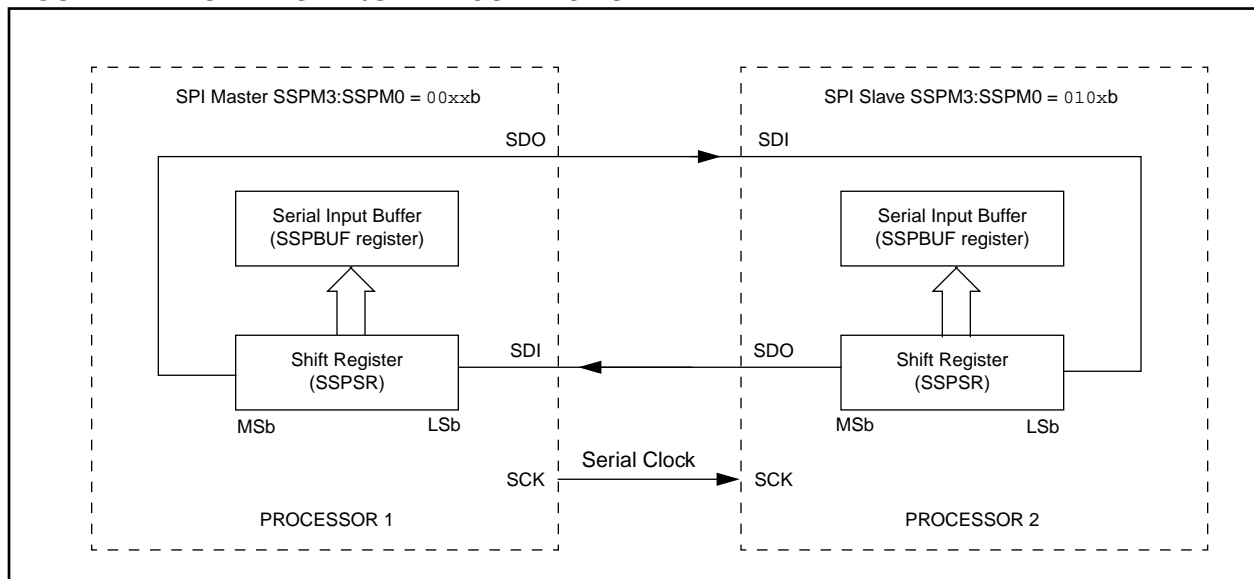 SPI Master SSPM3:SSPM0 = 00xxb
SPI Slave SSPM3:SSPM0 = 010xb
SDO
SDI
Serial Input Buffer
(SSPBUF register)
Serial Input Buffer
(SSPBUF register)
Shift Register
(SSPSR)
SDI
SDO
Shift Register
(SSPSR)
MSb
LSb
MSb
LSb
Serial Clock
SCK
SCK
PROCESSOR 1
PROCESSOR 2